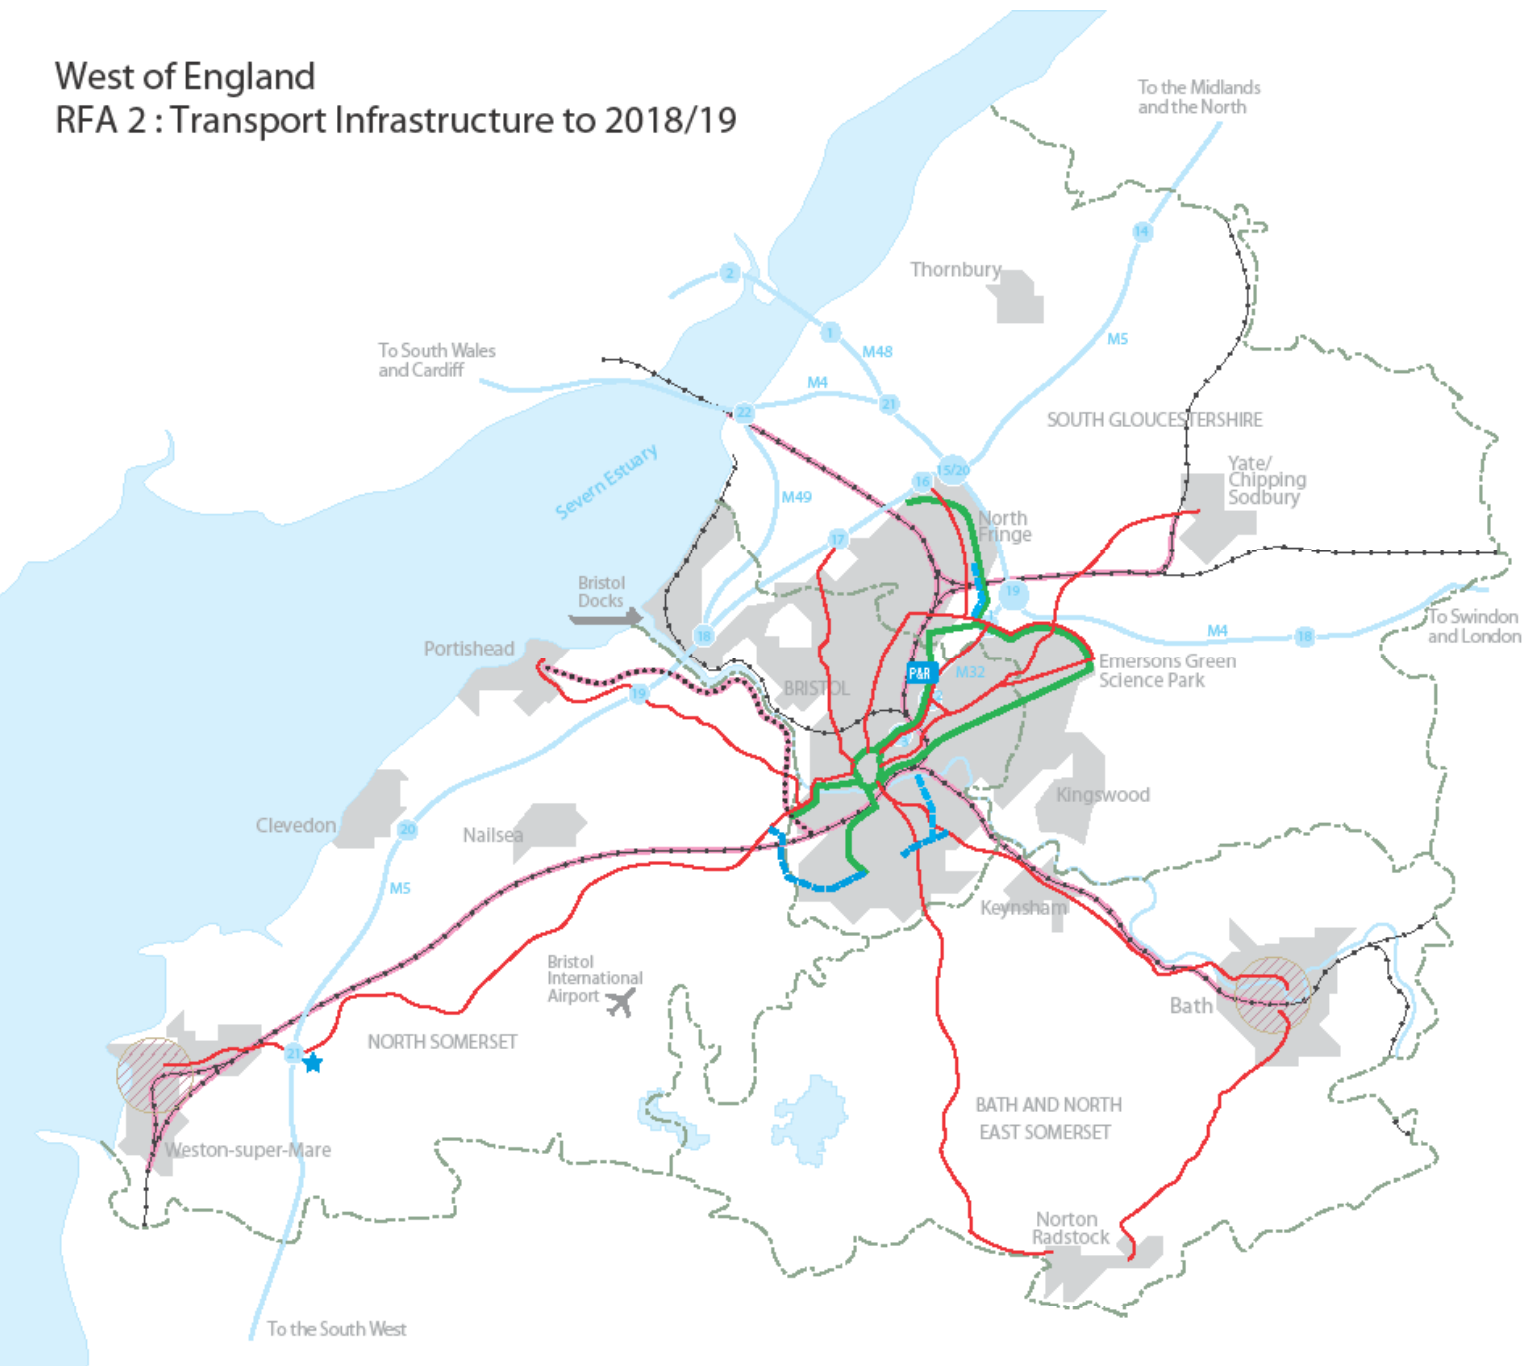 West of England
RFA 2 : Transport Infrastructure to 2018/19
To the Midlands
and the North
14
Thornbury
2
1
M48
M5
To South Wales
and Cardiff
M4
22
21
SOUTH GLOUCESTERSHIRE
Severn Estuary
M49
16
15/20
Yate/
Chipping
Sodbury
North
Fringe
17
Bristol
Docks
19
18
M4
18
To Swindon
and London
Portishead
P&R
M32
Emersons Green
Science Park
19
BRISTOL
2
3
Clevedon
20
Nailsea
Kingswood
M5
Keynsham
Bristol
International
Airport
Bath
21
NORTH SOMERSET
BATH AND NORTH
EAST SOMERSET
Weston-super-Mare
Norton
Radstock
To the South West